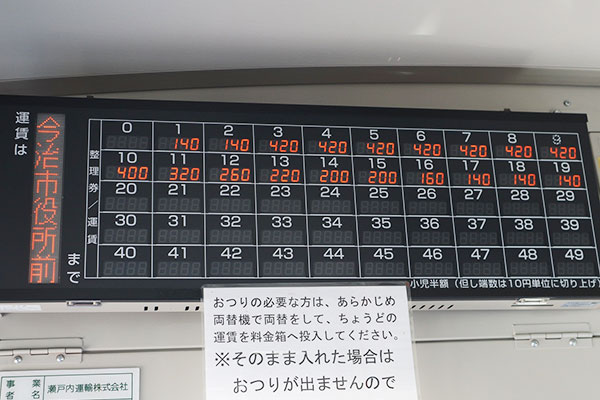 運賃は
今治市役所前
まで
整理券/運賃
0 1 2 3 4 5 6 7 8 9
140 140 420 420 420 420 420 420 420
10 11 12 13 14 15 16 17 18 19
400 320 260 220 200 200 160 140 140 140
20 21 22 23 24 25 26 27 28 29
30 31 32 33 34 35 36 37 38 39
40 41 42 43 44 45 46 47 48 49
小児半額(但し端数は10円単位に切り上げ)
おつりの必要な方は、あらかじめ
両替機で両替をして、ちょうどの
運賃を料金箱へ投入してください。
※そのまま入れた場合は
おつりが出ませんので
事業者名 瀬戸内運輸株式会社